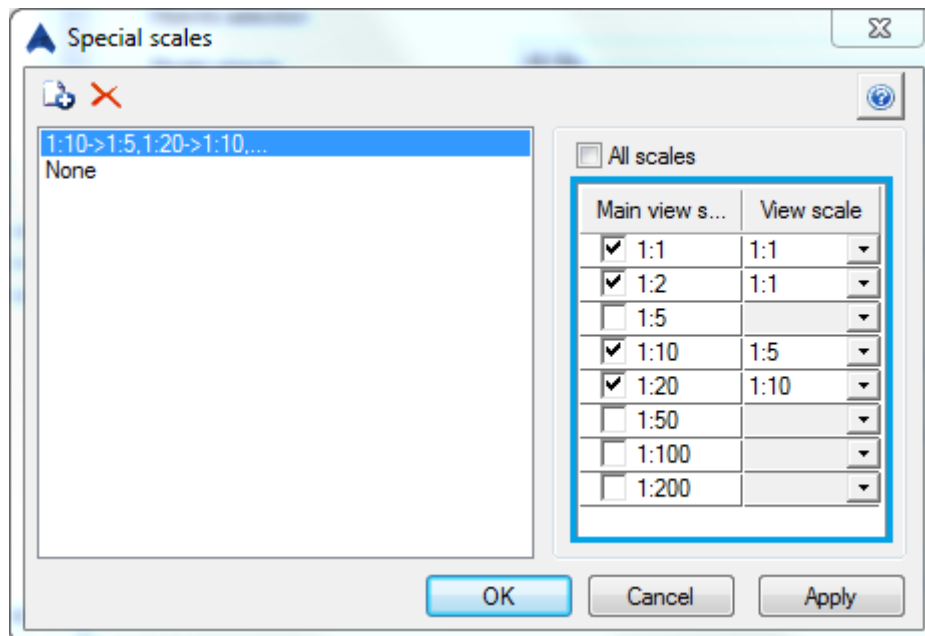 Special scales
1:10->1:5,1:20->1:10,...
None
All scales
Main view s... View scale
1:1 1:1
1:2 1:1
1:5
1:10 1:5
1:20 1:10
1:50
1:100
1:200
OK Cancel Apply